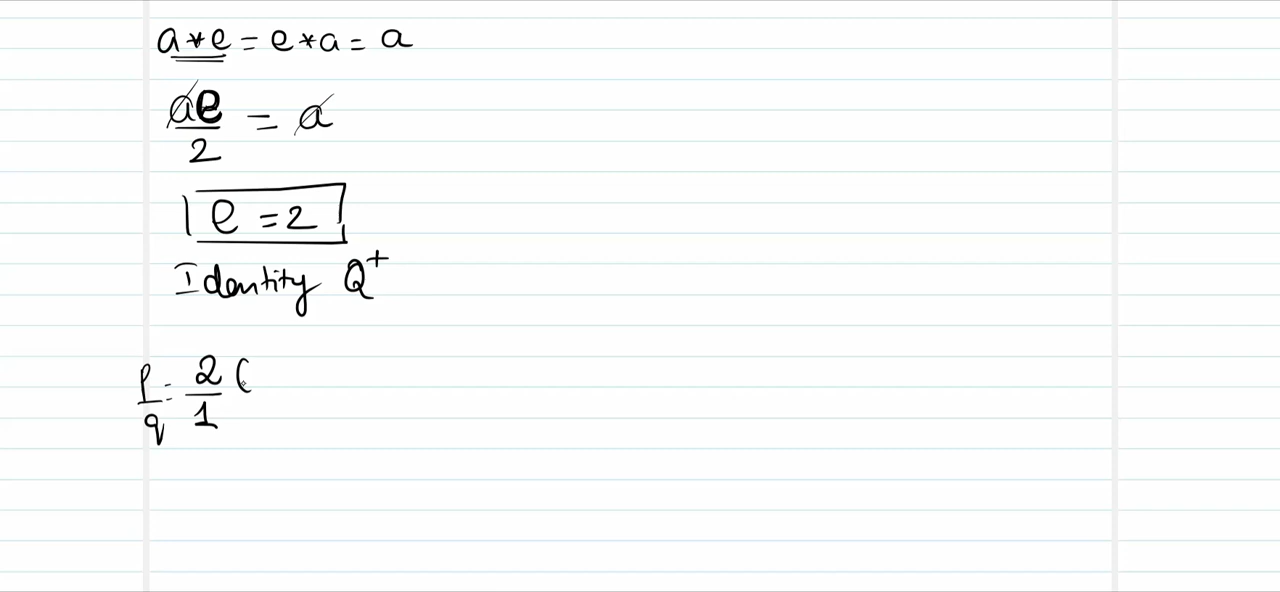 a*e = e*a = a
ae/2 = a
e = 2
Identity Q⁺
p/q = 2/1 (